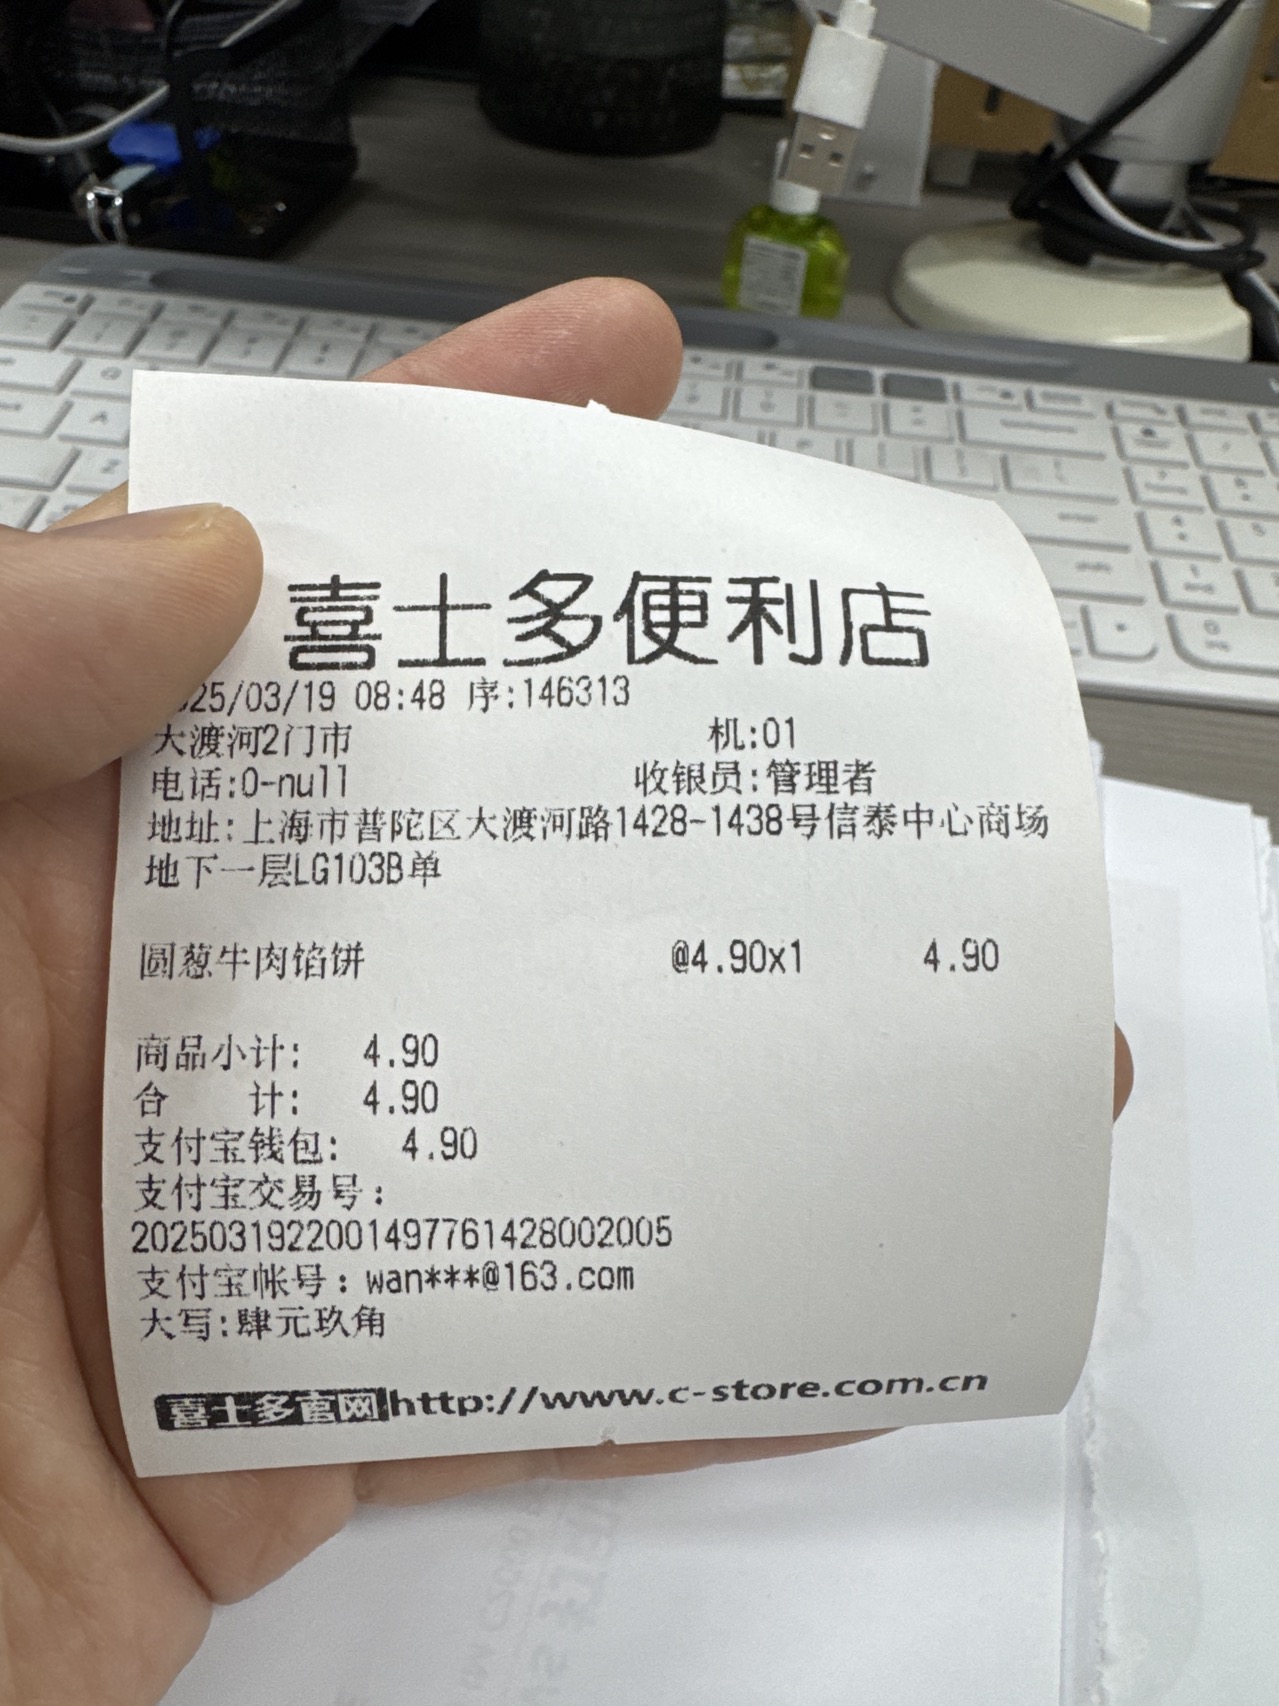 喜士多便利店
25/03/19 08:48 序:146313
大渡河2门市 机:01
电话:0-null 收银员:管理者
地址:上海市普陀区大渡河路1428-1438号信泰中心商场
地下一层LG103B单
圆葱牛肉馅饼 @4.90x1 4.90
商品小计: 4.90
合 计: 4.90
支付宝钱包: 4.90
支付宝交易号:
2025031922001497761428002005
支付宝帐号:wan***@163.com
大写:肆元玖角
喜士多官网http://www.c-store.com.cn